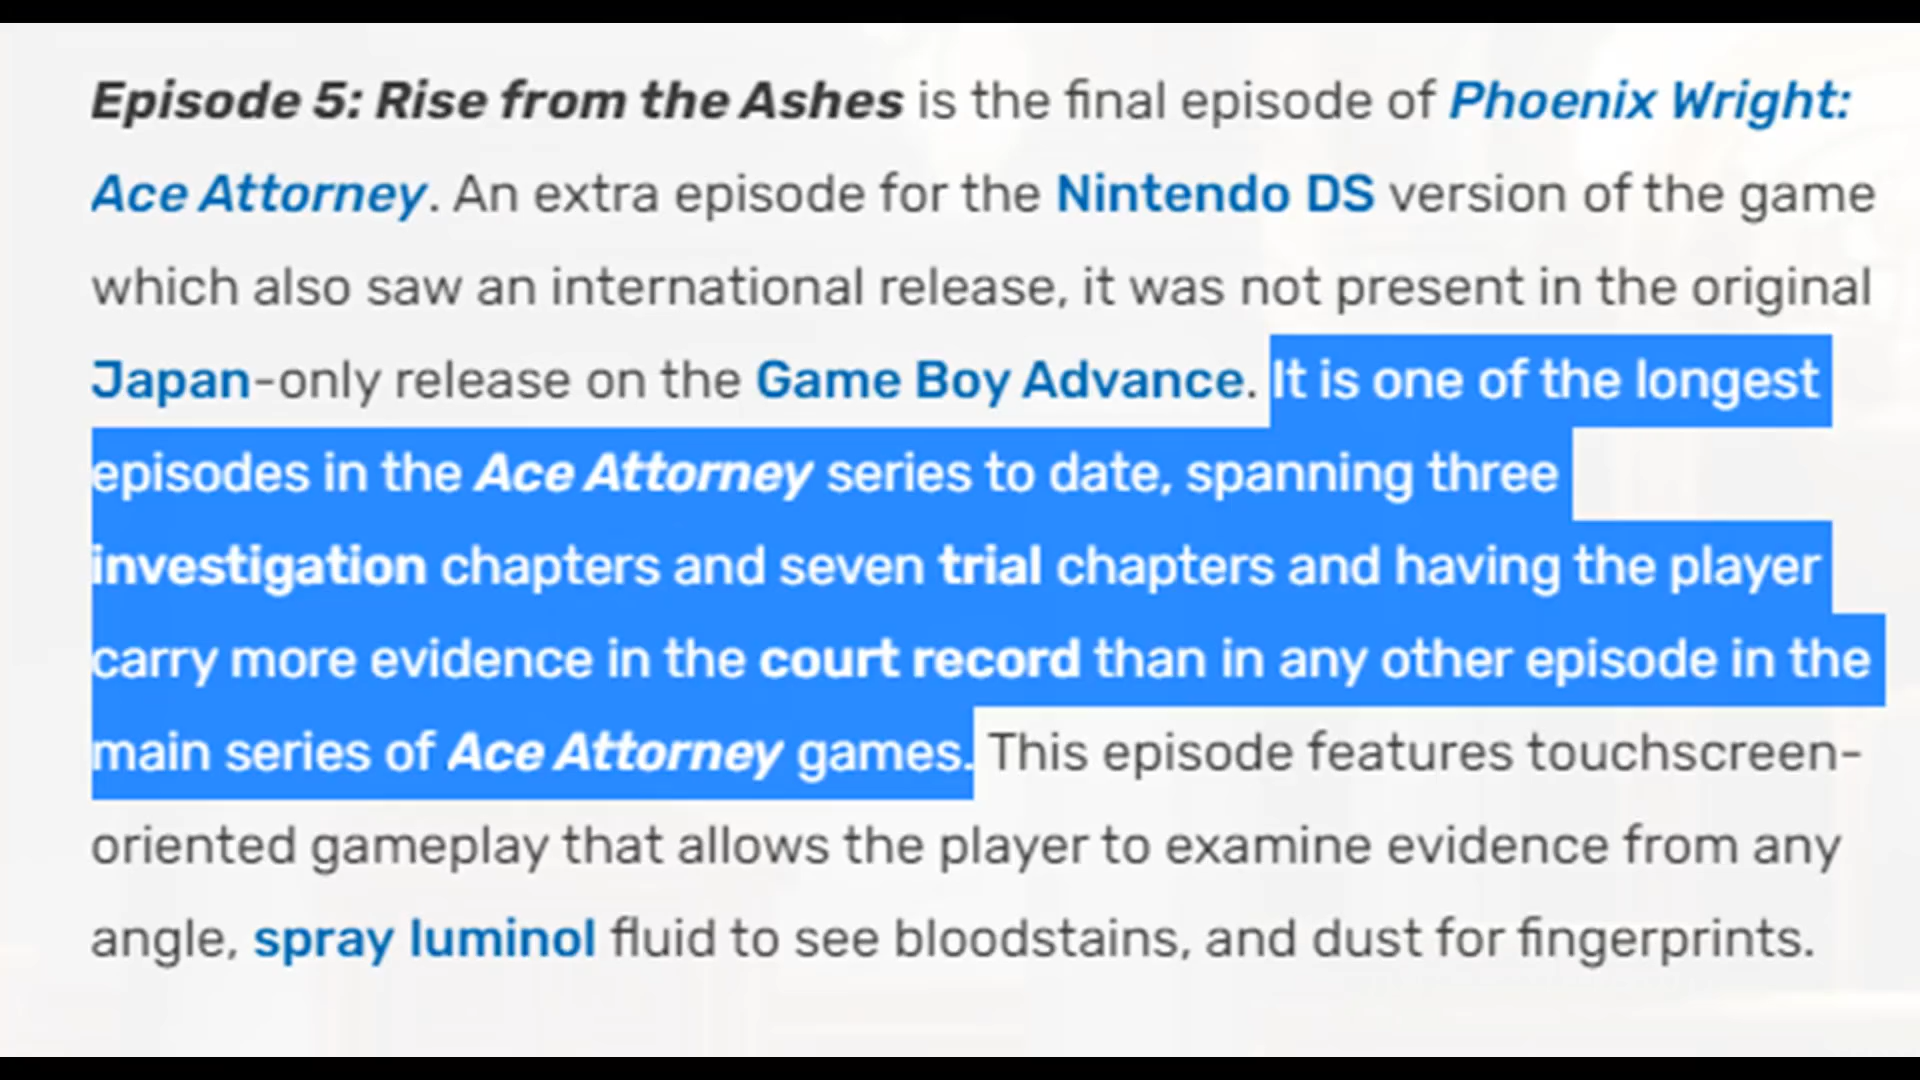 Episode 5: Rise from the Ashes is the final episode of Phoenix Wright:
Ace Attorney. An extra episode for the Nintendo DS version of the game
which also saw an international release, it was not present in the original
Japan-only release on the Game Boy Advance. It is one of the longest
episodes in the Ace Attorney series to date, spanning three
investigation chapters and seven trial chapters and having the player
carry more evidence in the court record than in any other episode in the
main series of Ace Attorney games. This episode features touchscreen-
oriented gameplay that allows the player to examine evidence from any
angle, spray luminol fluid to see bloodstains, and dust for fingerprints.